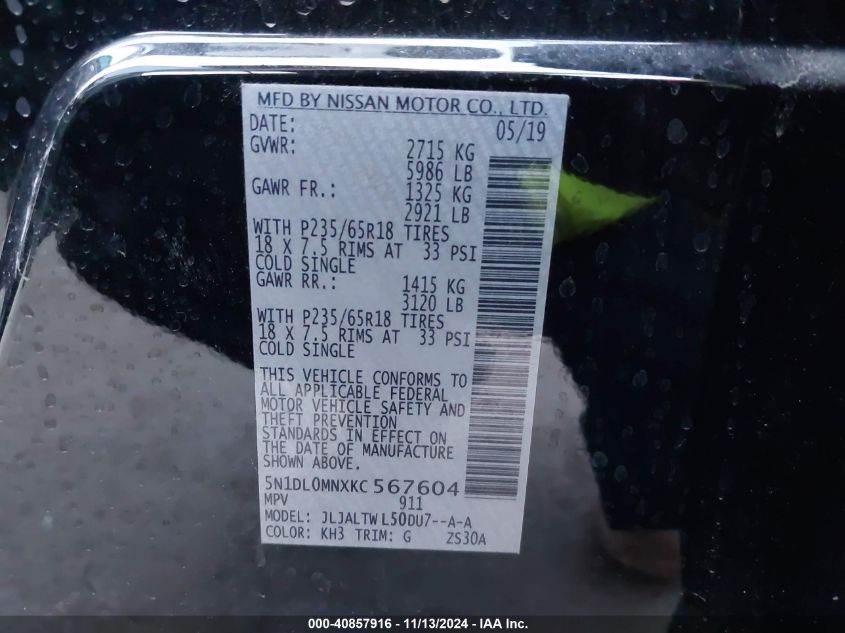 MFD BY NISSAN MOTOR CO., LTD.
DATE: 05/19
GVWR: 2715 KG
5986 LB
GAWR FR.: 1325 KG
2921 LB
WITH P235/65R18 TIRES
18 X 7.5 RIMS AT 33 PSI
COLD SINGLE
GAWR RR.: 1415 KG
3120 LB
WITH P235/65R18 TIRES
18 X 7.5 RIMS AT 33 PSI
COLD SINGLE
THIS VEHICLE CONFORMS TO
ALL APPLICABLE FEDERAL
MOTOR VEHICLE SAFETY AND
THEFT PREVENTION
STANDARDS IN EFFECT ON
THE DATE OF MANUFACTURE
SHOWN ABOVE.
5N1DL0MNXKC567604
MPV 911
MODEL: JLJALTWL50DU7--A-A
COLOR: KH3 TRIM: G ZS30A
000-40857916 - 11/13/2024 - IAA Inc.